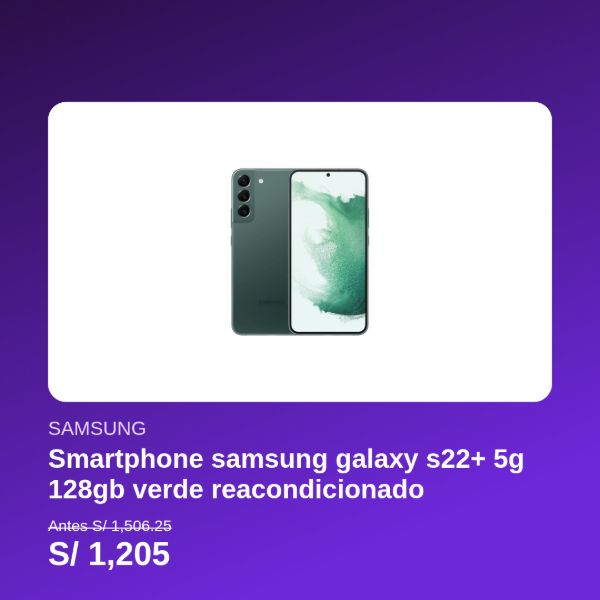 SAMSUNG
Smartphone samsung galaxy s22+ 5g
128gb verde reacondicionado
Antes S/ 1,506.25
S/ 1,205